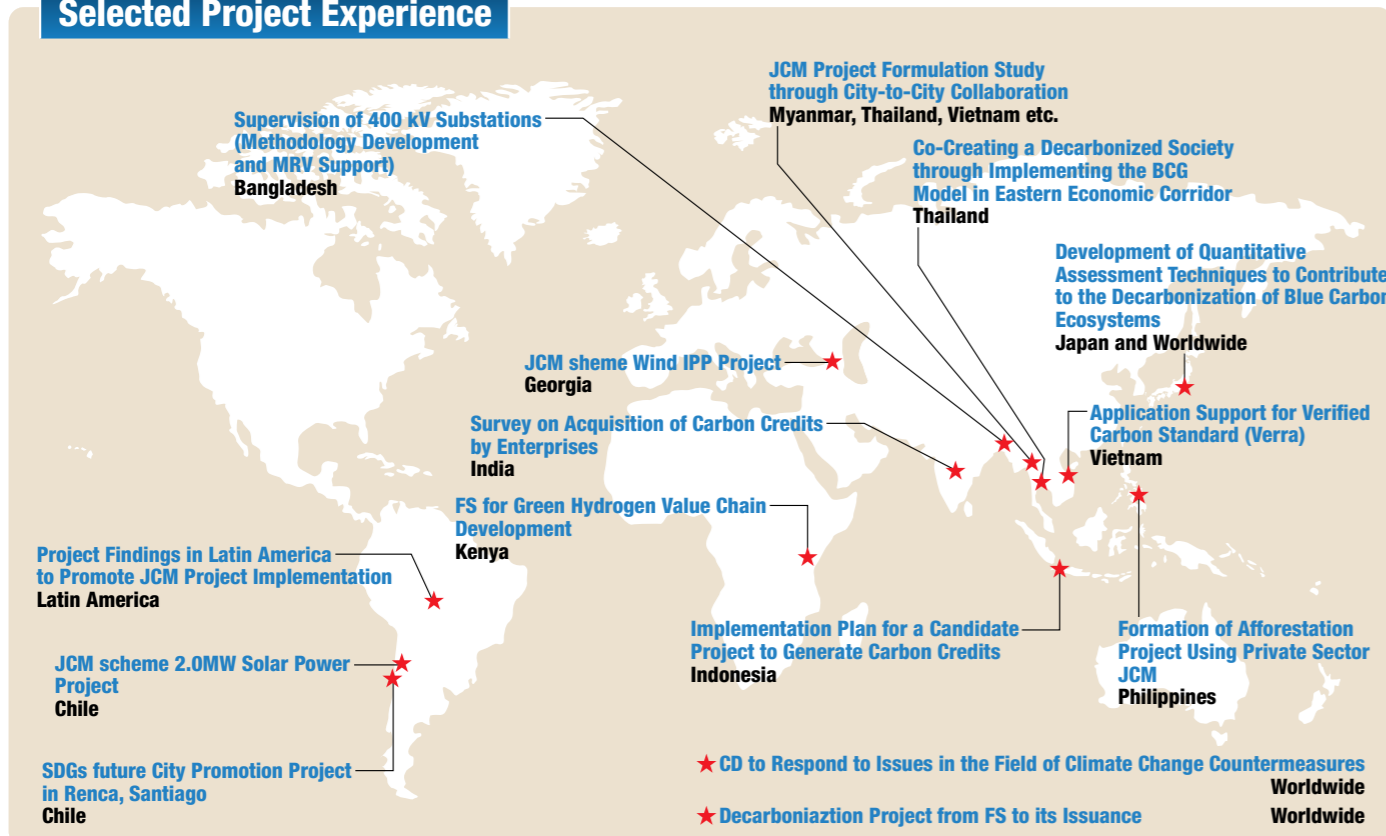 Selected Project Experience
JCM Project Formulation Study
through City-to-City Collaboration
Myanmar, Thailand, Vietnam etc.
Supervision of 400 kV Substations
(Methodology Development
and MRV Support)
Bangladesh
Co-Creating a Decarbonized Society
through Implementing the BCG
Model in Eastern Economic Corridor
Thailand
Development of Quantitative
Assessment Techniques to Contribute
to the Decarbonization of Blue Carbon
Ecosystems
Japan and Worldwide
JCM sheme Wind IPP Project
Georgia
Survey on Acquisition of Carbon Credits
by Enterprises
India
Application Support for Verified
Carbon Standard (Verra)
Vietnam
FS for Green Hydrogen Value Chain
Development
Kenya
Project Findings in Latin America
to Promote JCM Project Implementation
Latin America
Implementation Plan for a Candidate
Project to Generate Carbon Credits
Indonesia
Formation of Afforestation
Project Using Private Sector
JCM
Philippines
JCM scheme 2.0MW Solar Power
Project
Chile
SDGs future City Promotion Project
in Renca, Santiago
Chile
CD to Respond to Issues in the Field of Climate Change Countermeasures
Worldwide
Decarboniaztion Project from FS to its Issuance Worldwide